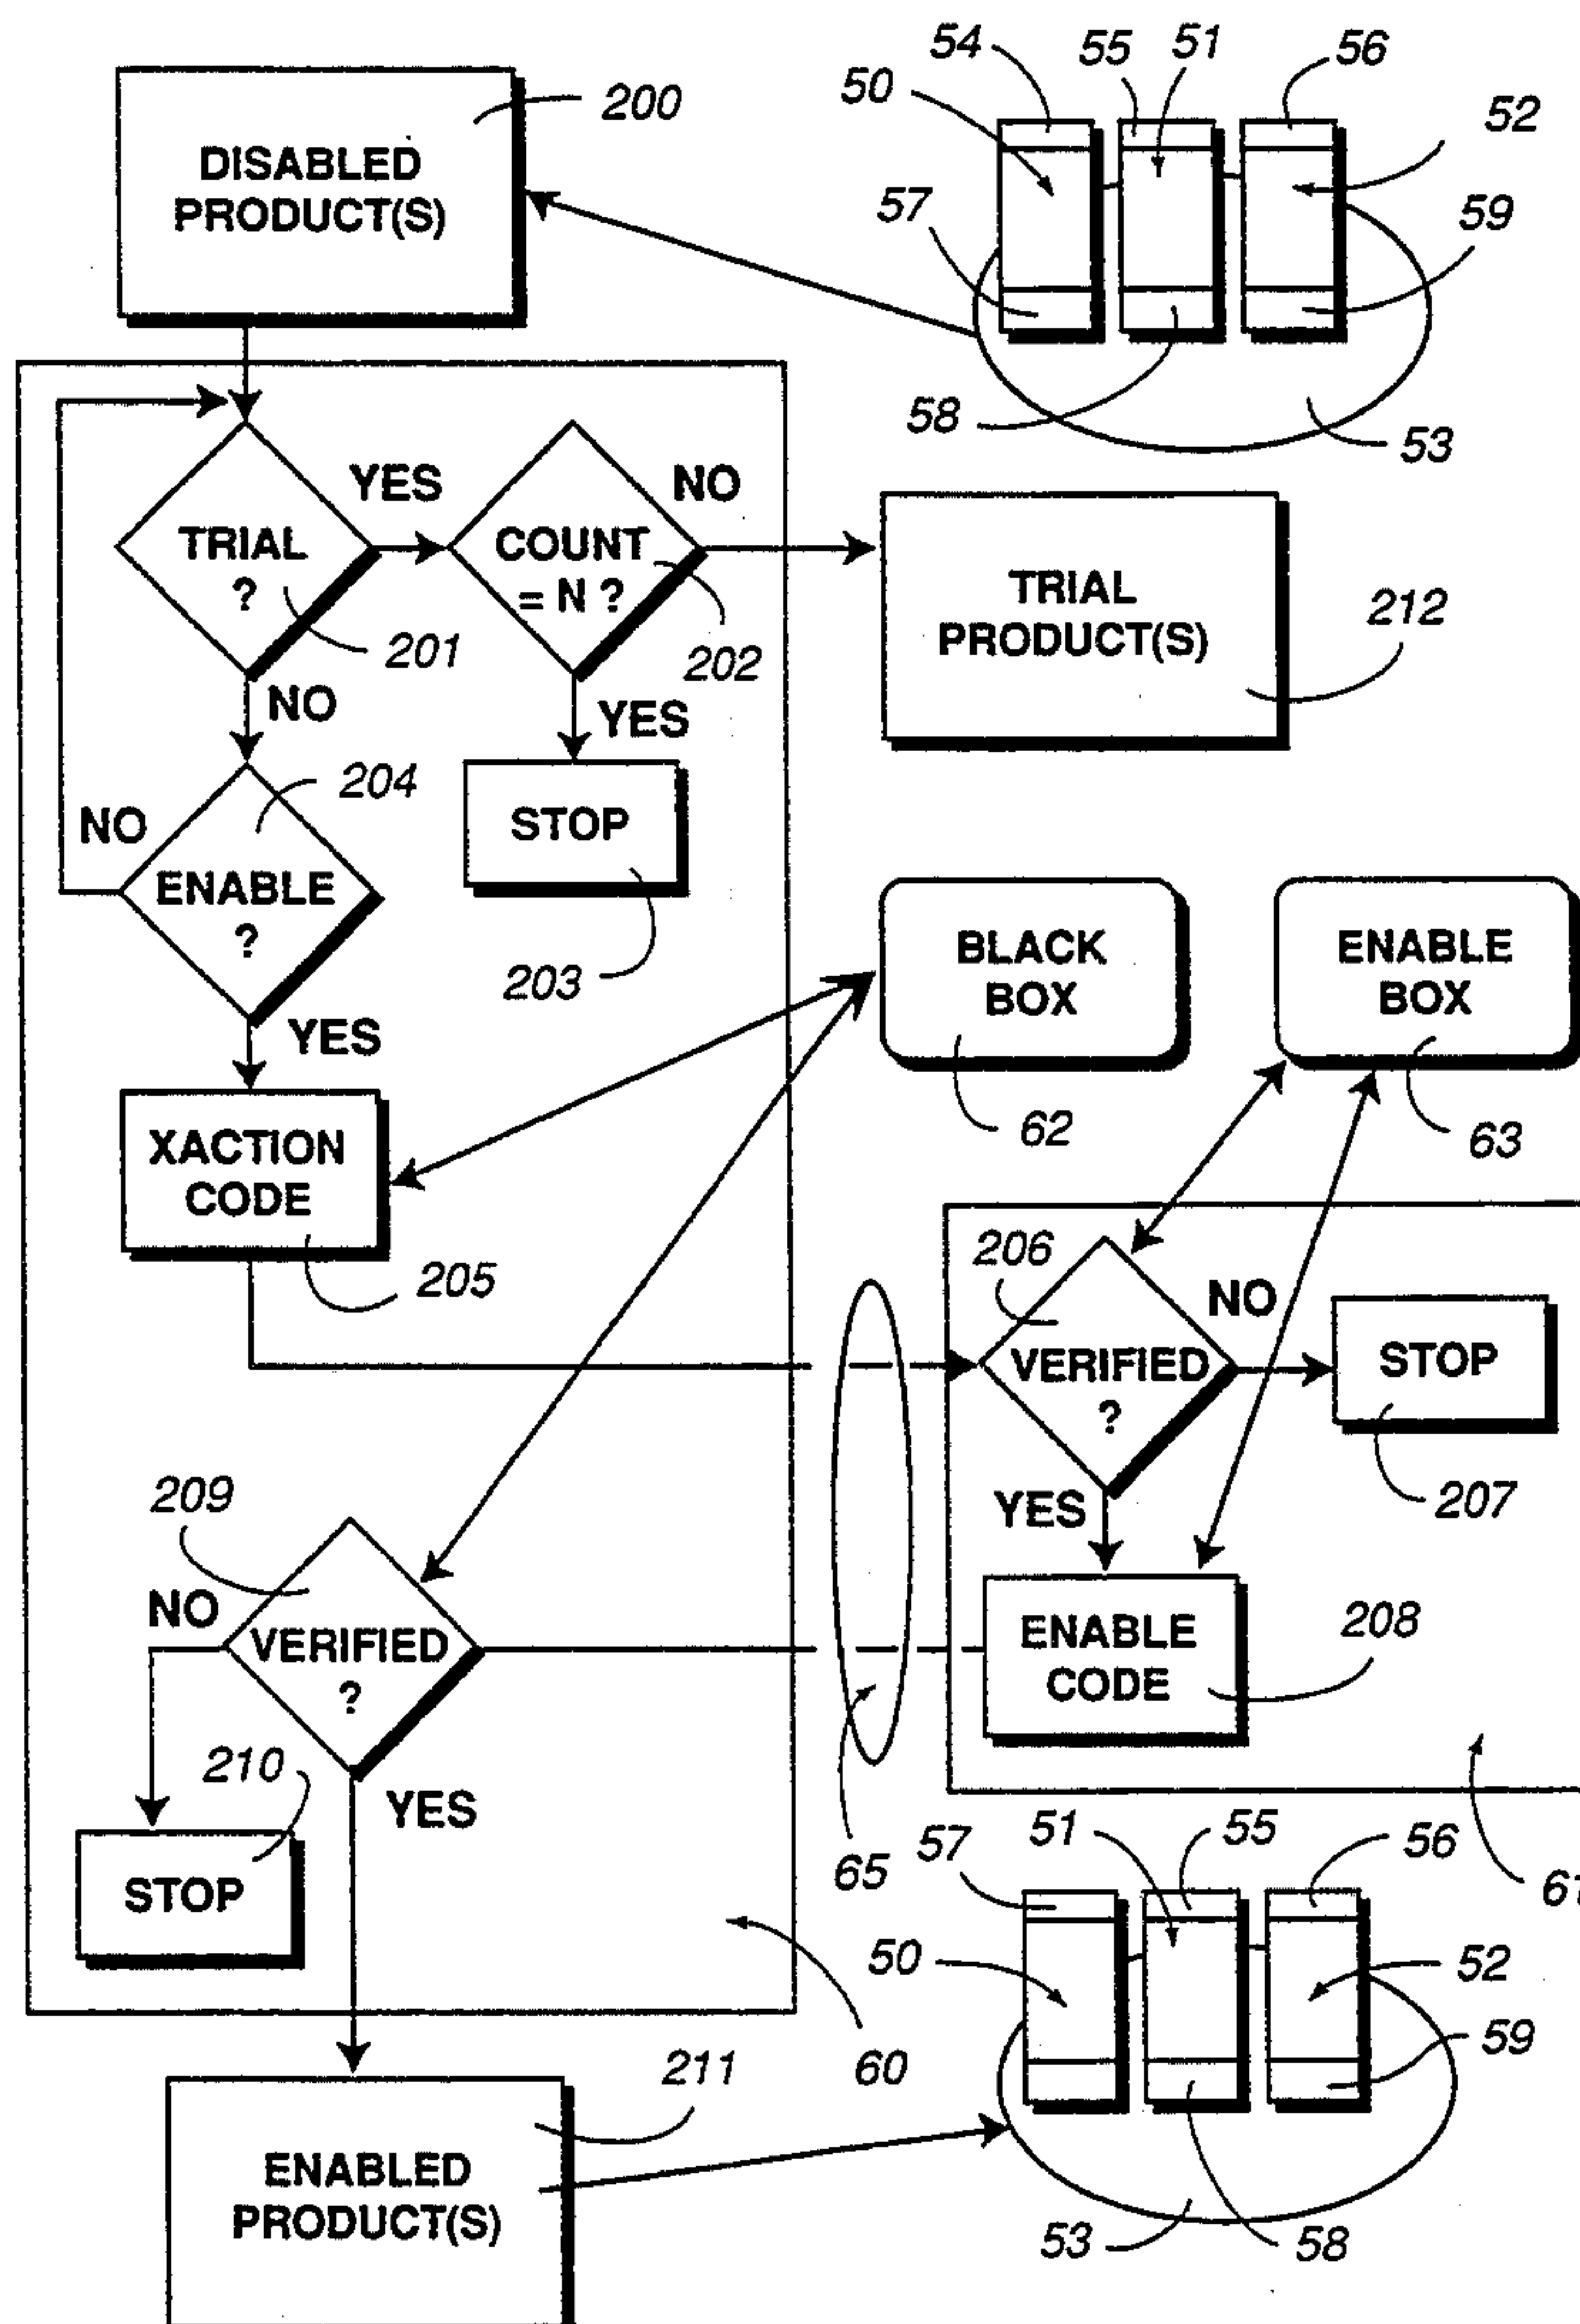 54
55
51
56
50
52
200
DISABLED
PRODUCT(S)
57
59
58
53
YES
NO
TRIAL
?
COUNT
= N ?
201
202
TRIAL
PRODUCT(S)
212
NO
YES
204
NO
STOP
ENABLE
?
203
BLACK
BOX
ENABLE
BOX
YES
62
63
XACTION
CODE
205
206
NO
VERIFIED
?
STOP
207
209
YES
NO
VERIFIED
?
ENABLE
CODE
208
210
YES
STOP
65
57
51
55
56
50
52
59
60
211
ENABLED
PRODUCT(S)
53
58